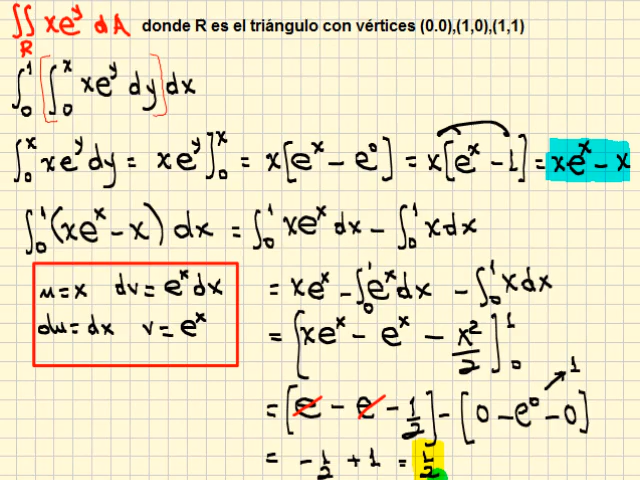 ∬_R xe^y dA donde R es el triángulo con vértices (0.0),(1,0),(1,1)
∫_0^1 [∫_0^x xe^y dy] dx
∫_0^x xe^y dy = xe^y]_0^x = x[e^x − e^0] = x[e^x − 1] = xe^x − x
∫_0^1 (xe^x − x) dx = ∫_0^1 xe^x dx − ∫_0^1 x dx
u = x dv = e^x dx
du = dx v = e^x
= xe^x − ∫_0^1 e^x dx − ∫_0^1 x dx
= [xe^x − e^x − x²/2]_0^1
= [e − e − 1/2] − [0 − e^0 − 0] 1
= −1/2 + 1 = 1/2